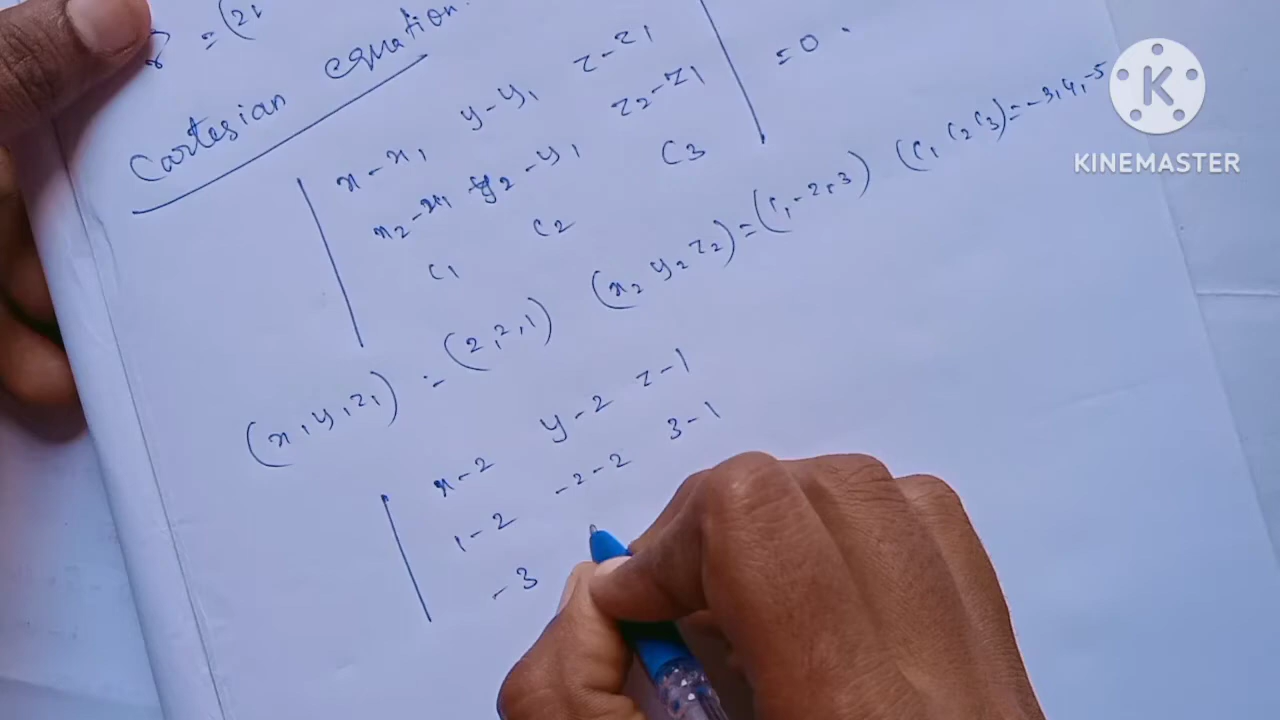 = (2,
Cartesian equation.
x-x₁ y-y₁ z-z₁
x₂-x₁ y₂-y₁ z₂-z₁ = 0.
c₁ c₂ c₃
(x₁ y₁ z₁) = (2,2,1) (x₂ y₂ z₂) = (1,-2,3) (c₁ c₂ c₃) = -3,4,-5
x-2 y-2 z-1
1-2 -2-2 3-1
-3
K
KINEMASTER